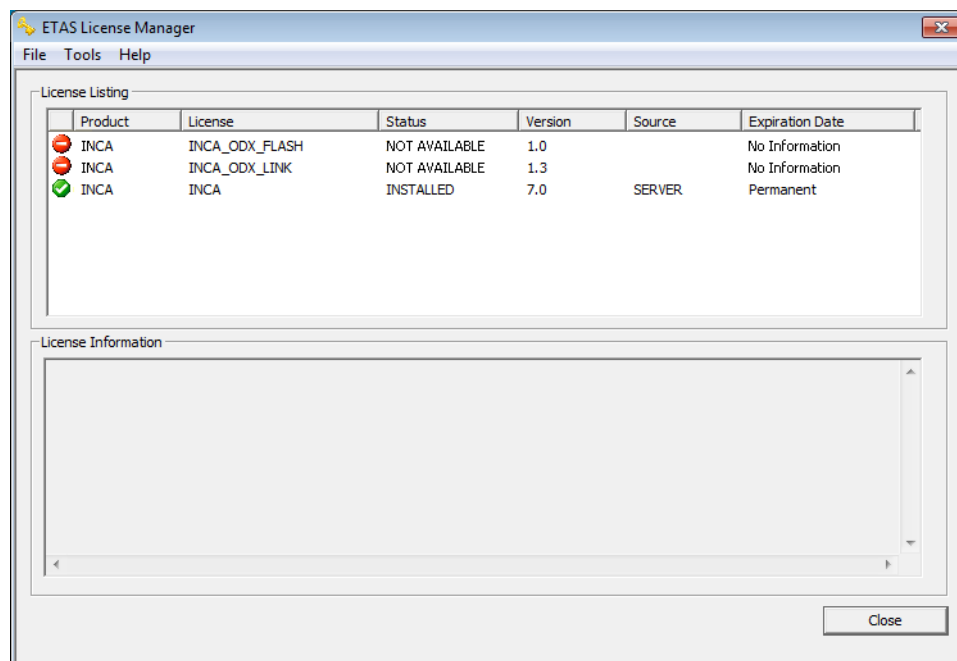 ETAS License Manager
File Tools Help
License Listing
Product License Status Version Source Expiration Date
INCA INCA_ODX_FLASH NOT AVAILABLE 1.0 No Information
INCA INCA_ODX_LINK NOT AVAILABLE 1.3 No Information
INCA INCA INSTALLED 7.0 SERVER Permanent
License Information
Close